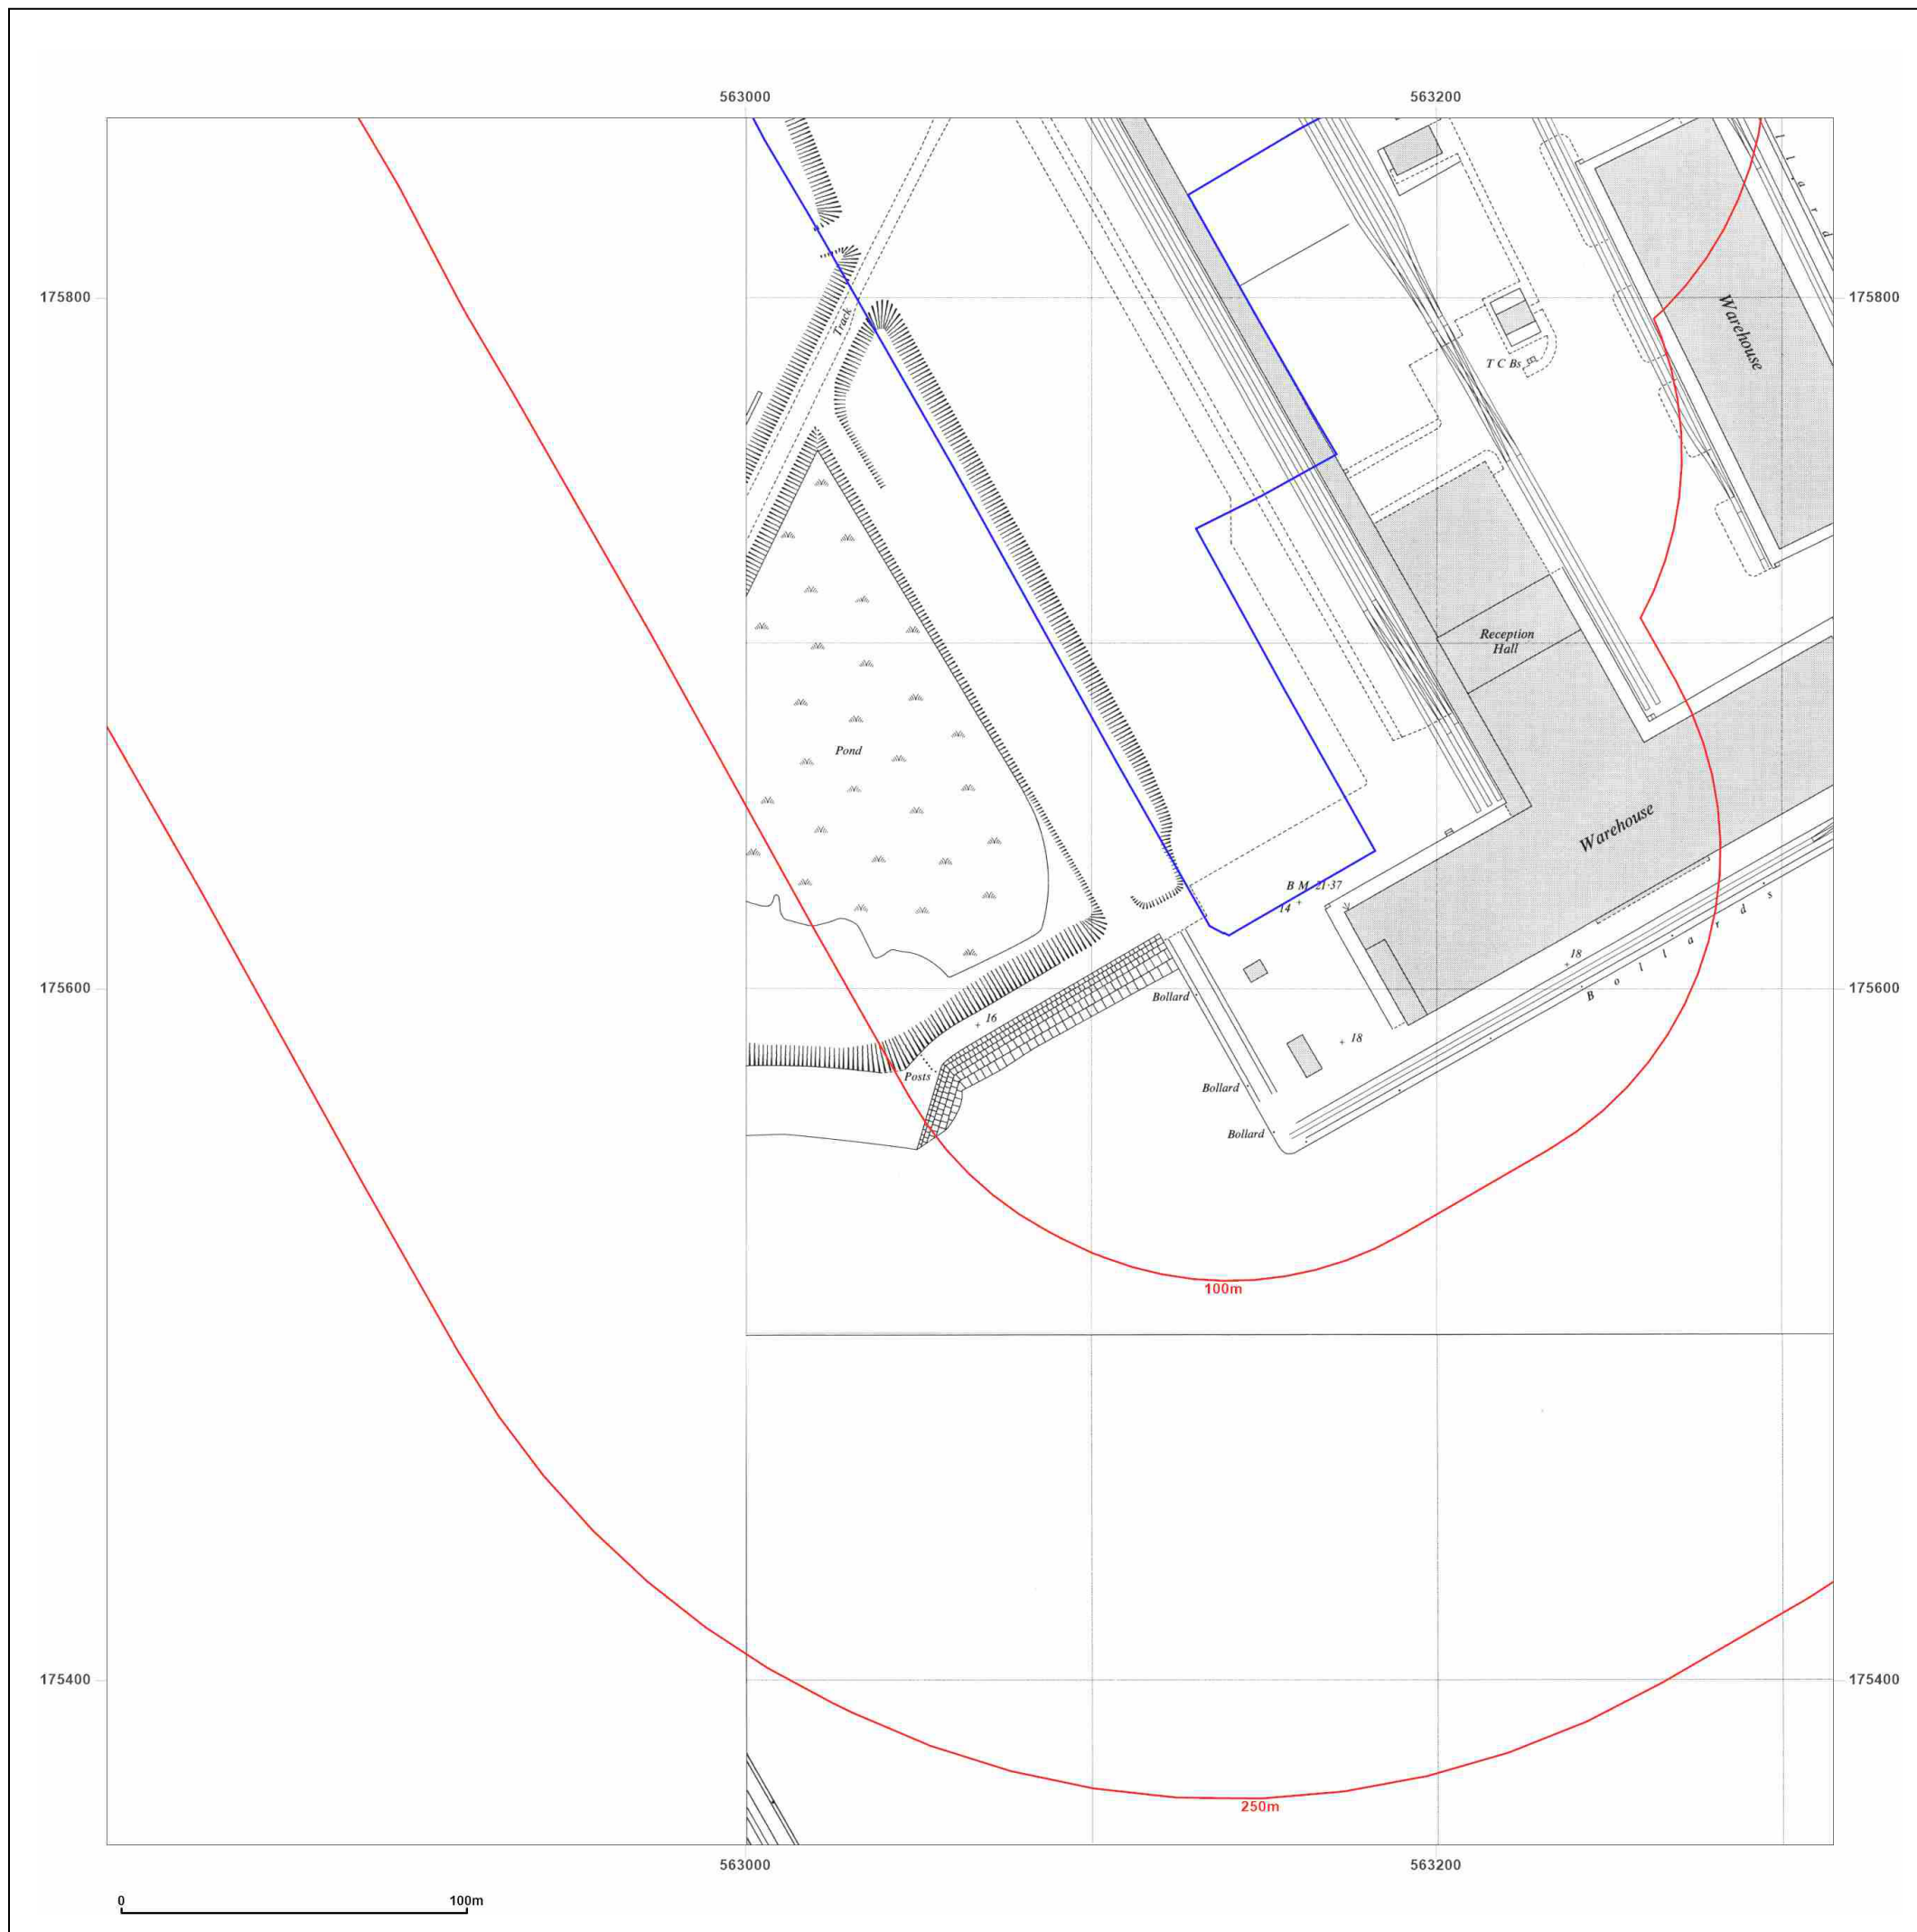 563000
563200
l l a r d
175800
175800
Track
Warehouse
T C Bs
Reception
Hall
Pond
Warehouse
B M 21·37
14
18
B o l l a r d s
175600
175600
Bollard
16
18
Posts
Bollard
Bollard
100m
175400
175400
250m
563000
563200
0
100m